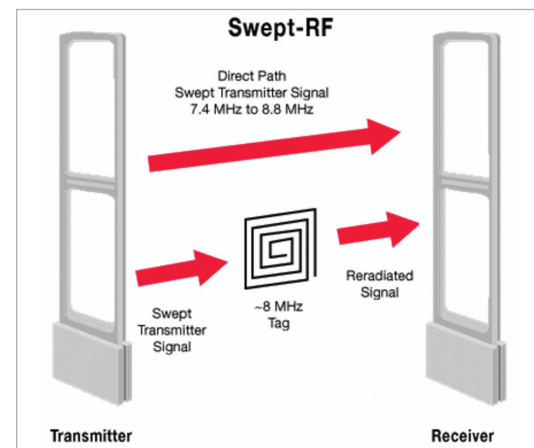 Swept-RF
Direct Path
Swept Transmitter Signal
7.4 MHz to 8.8 MHz
Swept
Transmitter
Signal
~8 MHz
Tag
Reradiated
Signal
Transmitter
Receiver